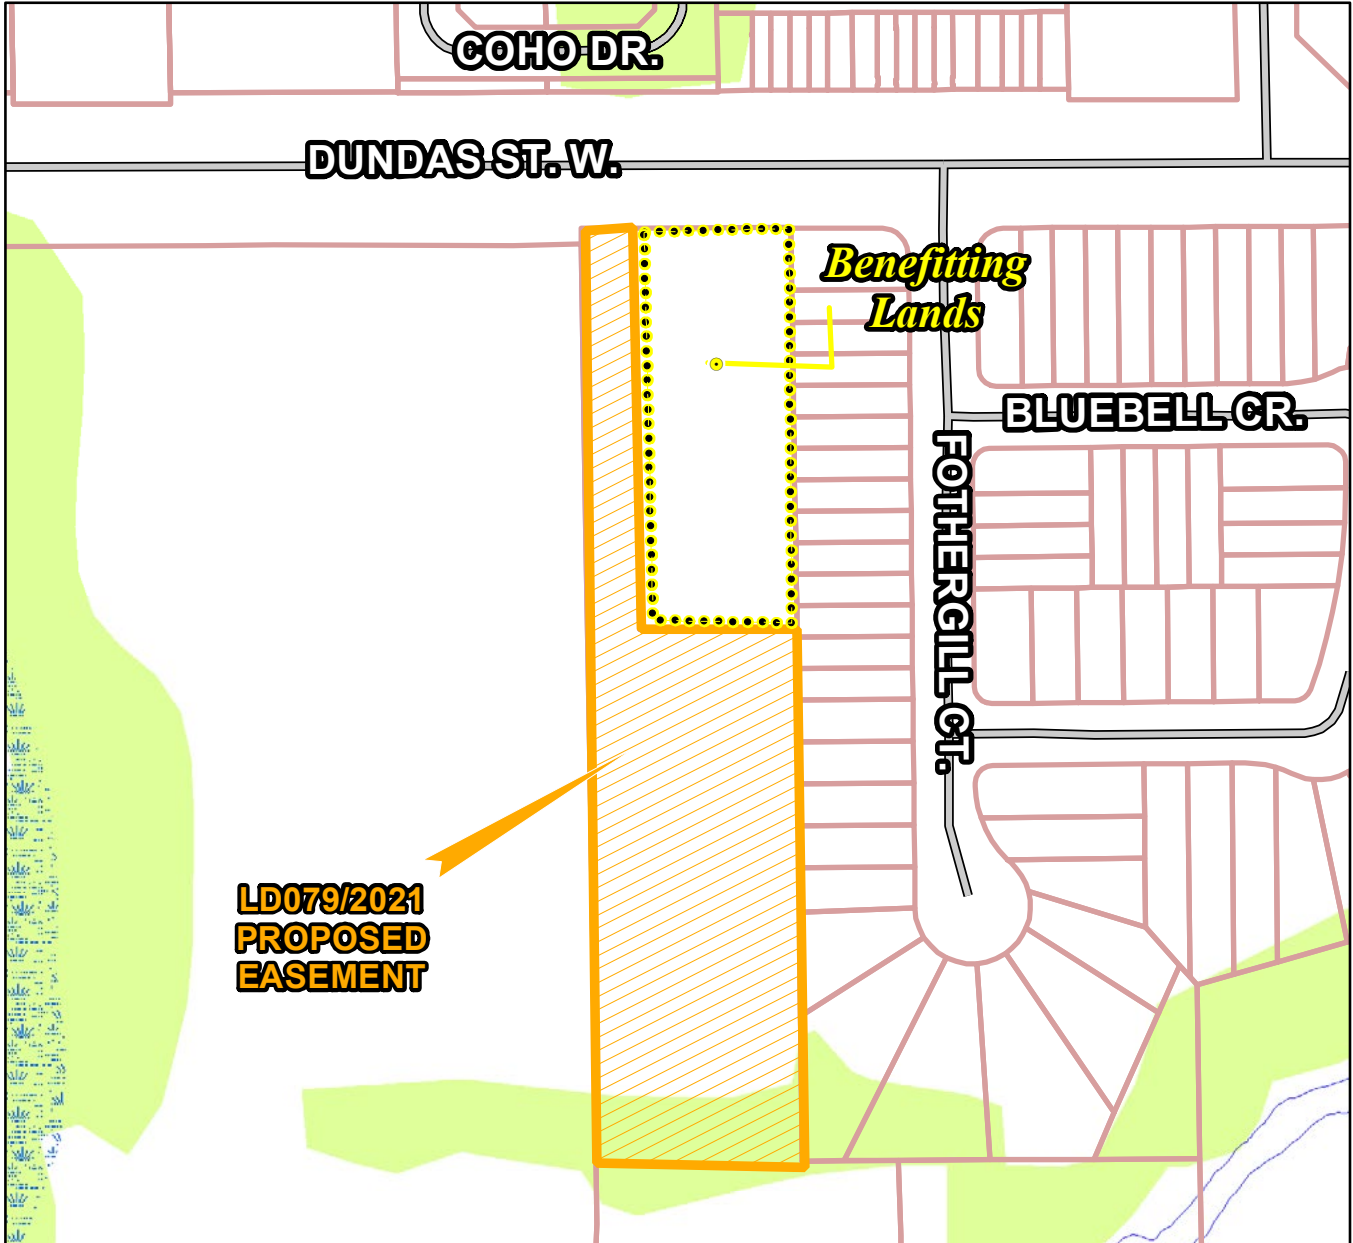 COHO DR.
DUNDAS ST. W.
Benefitting
Lands
BLUEBELL CR.
FOTHERGILL CT.
LD079/2021
PROPOSED
EASEMENT